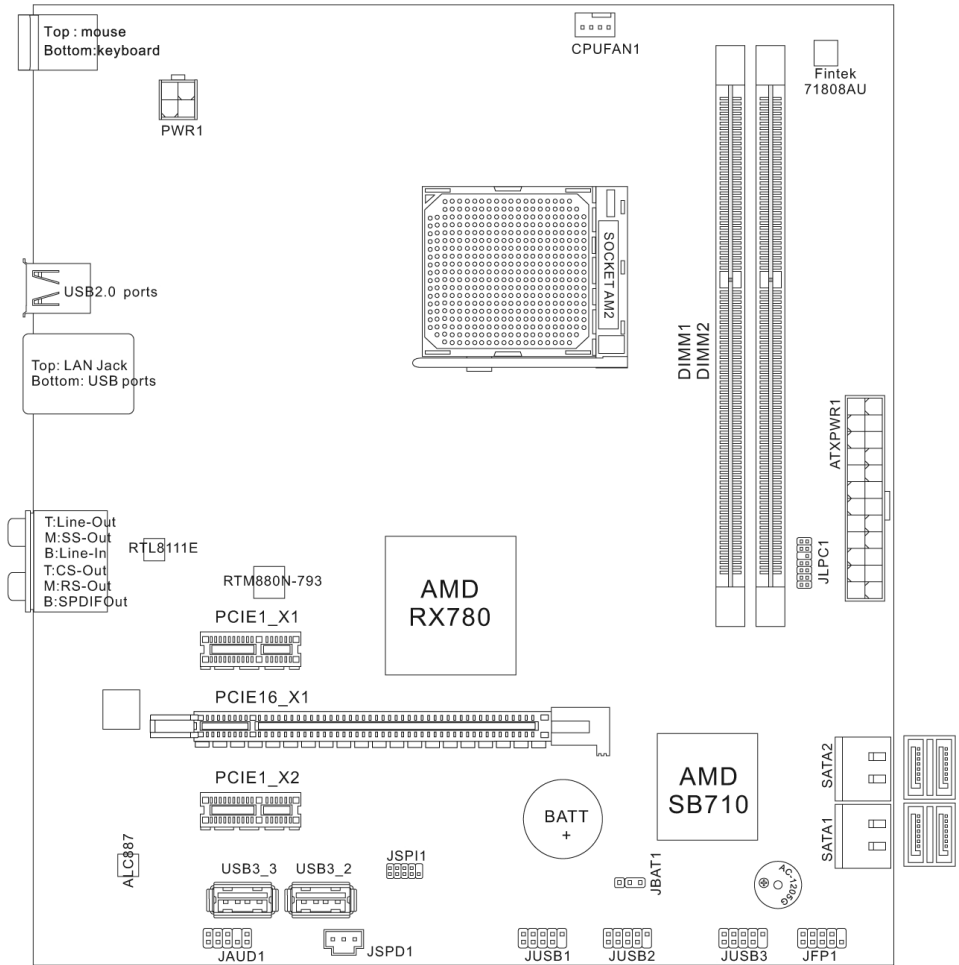 Top : mouse
Bottom:keyboard
CPUFAN1
Fintek
71808AU
PWR1
SOCKET AM2
USB2.0 ports
DIMM1
DIMM2
Top: LAN Jack
Bottom: USB ports
ATXPWR1
T:Line-Out
M:SS-Out
B:Line-In
T:CS-Out
M:RS-Out
B:SPDIFOut
RTL8111E
RTM880N-793
AMD
RX780
JLPC1
PCIE1_X1
PCIE16_X1
AMD
SB710
SATA2
PCIE1_X2
BATT
+
SATA1
ALC887
USB3_3
USB3_2
JSPI1
JBAT1
AC-1205G
JAUD1
JSPD1
JUSB1
JUSB2
JUSB3
JFP1